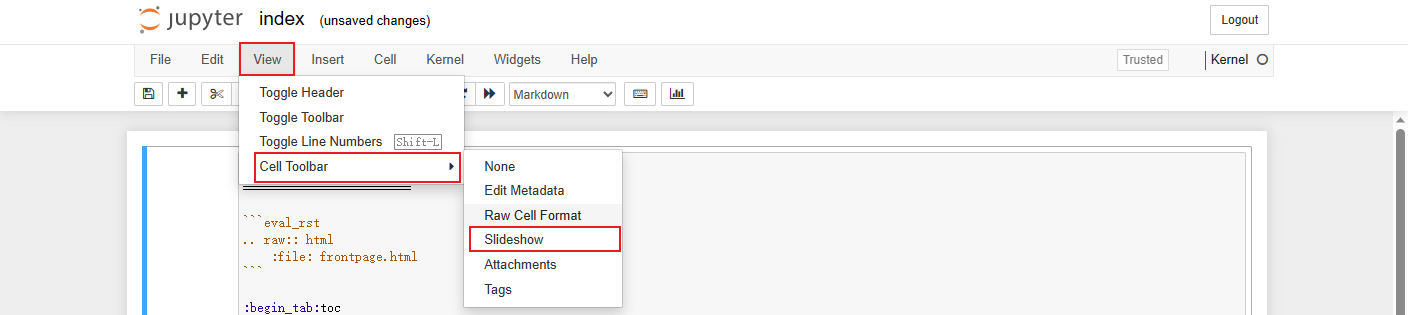 jupyter index (unsaved changes) Logout
File Edit View Insert Cell Kernel Widgets Help Trusted Kernel
Markdown
Toggle Header
Toggle Toolbar
Toggle Line Numbers Shift-L
Cell Toolbar
None
Edit Metadata
Raw Cell Format
Slideshow
Attachments
Tags
```eval_rst
.. raw:: html
:file: frontpage.html
```
:begin_tab:toc